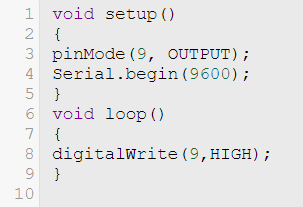 1 void setup()
2 {
3 pinMode(9, OUTPUT);
4 Serial.begin(9600);
5 }
6 void loop()
7 {
8 digitalWrite(9,HIGH);
9 }
10